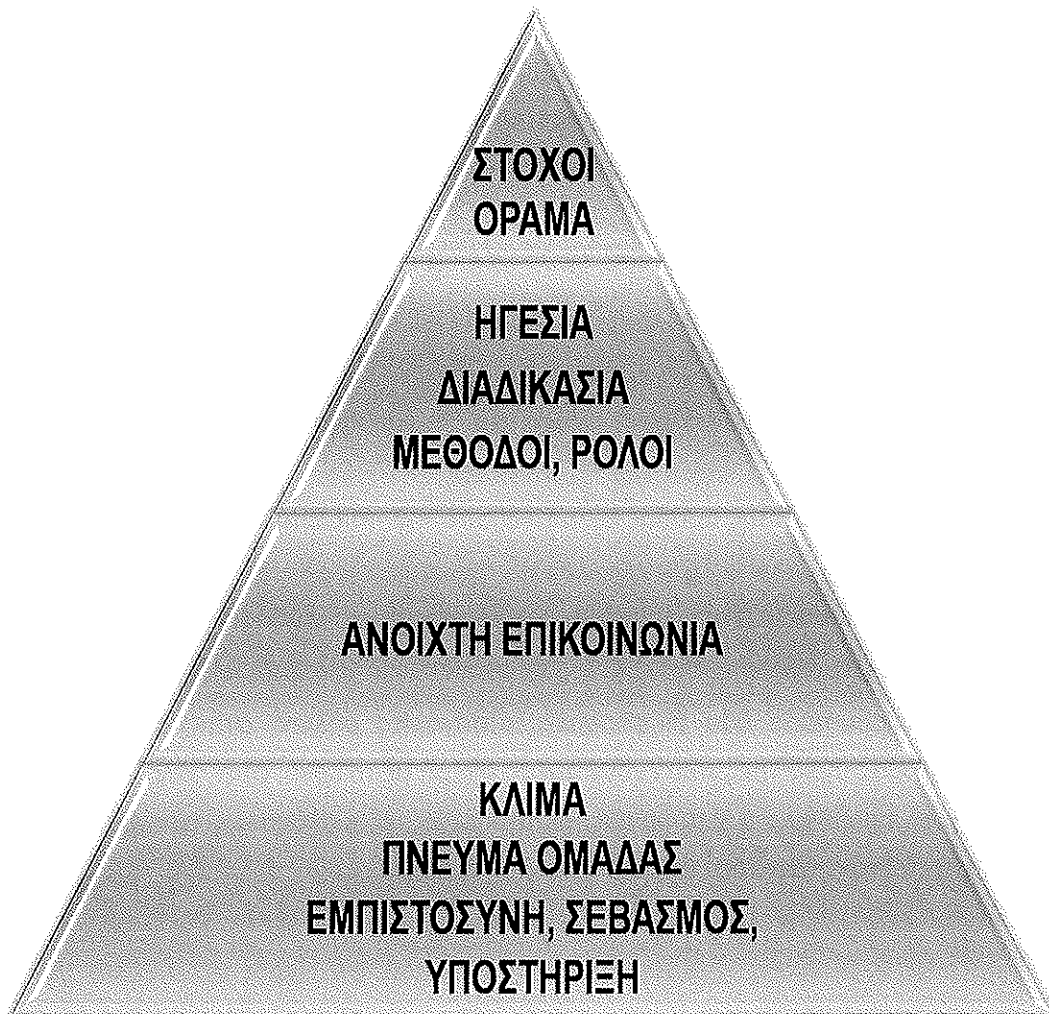 ΣΤΟΧΟΙ
ΟΡΑΜΑ
ΗΓΕΣΙΑ
ΔΙΑΔΙΚΑΣΙΑ
ΜΕΘΟΔΟΙ, ΡΟΛΟΙ
ΑΝΟΙΧΤΗ ΕΠΙΚΟΙΝΩΝΙΑ
ΚΛΙΜΑ
ΠΝΕΥΜΑ ΟΜΑΔΑΣ
ΕΜΠΙΣΤΟΣΥΝΗ, ΣΕΒΑΣΜΟΣ,
ΥΠΟΣΤΗΡΙΞΗ